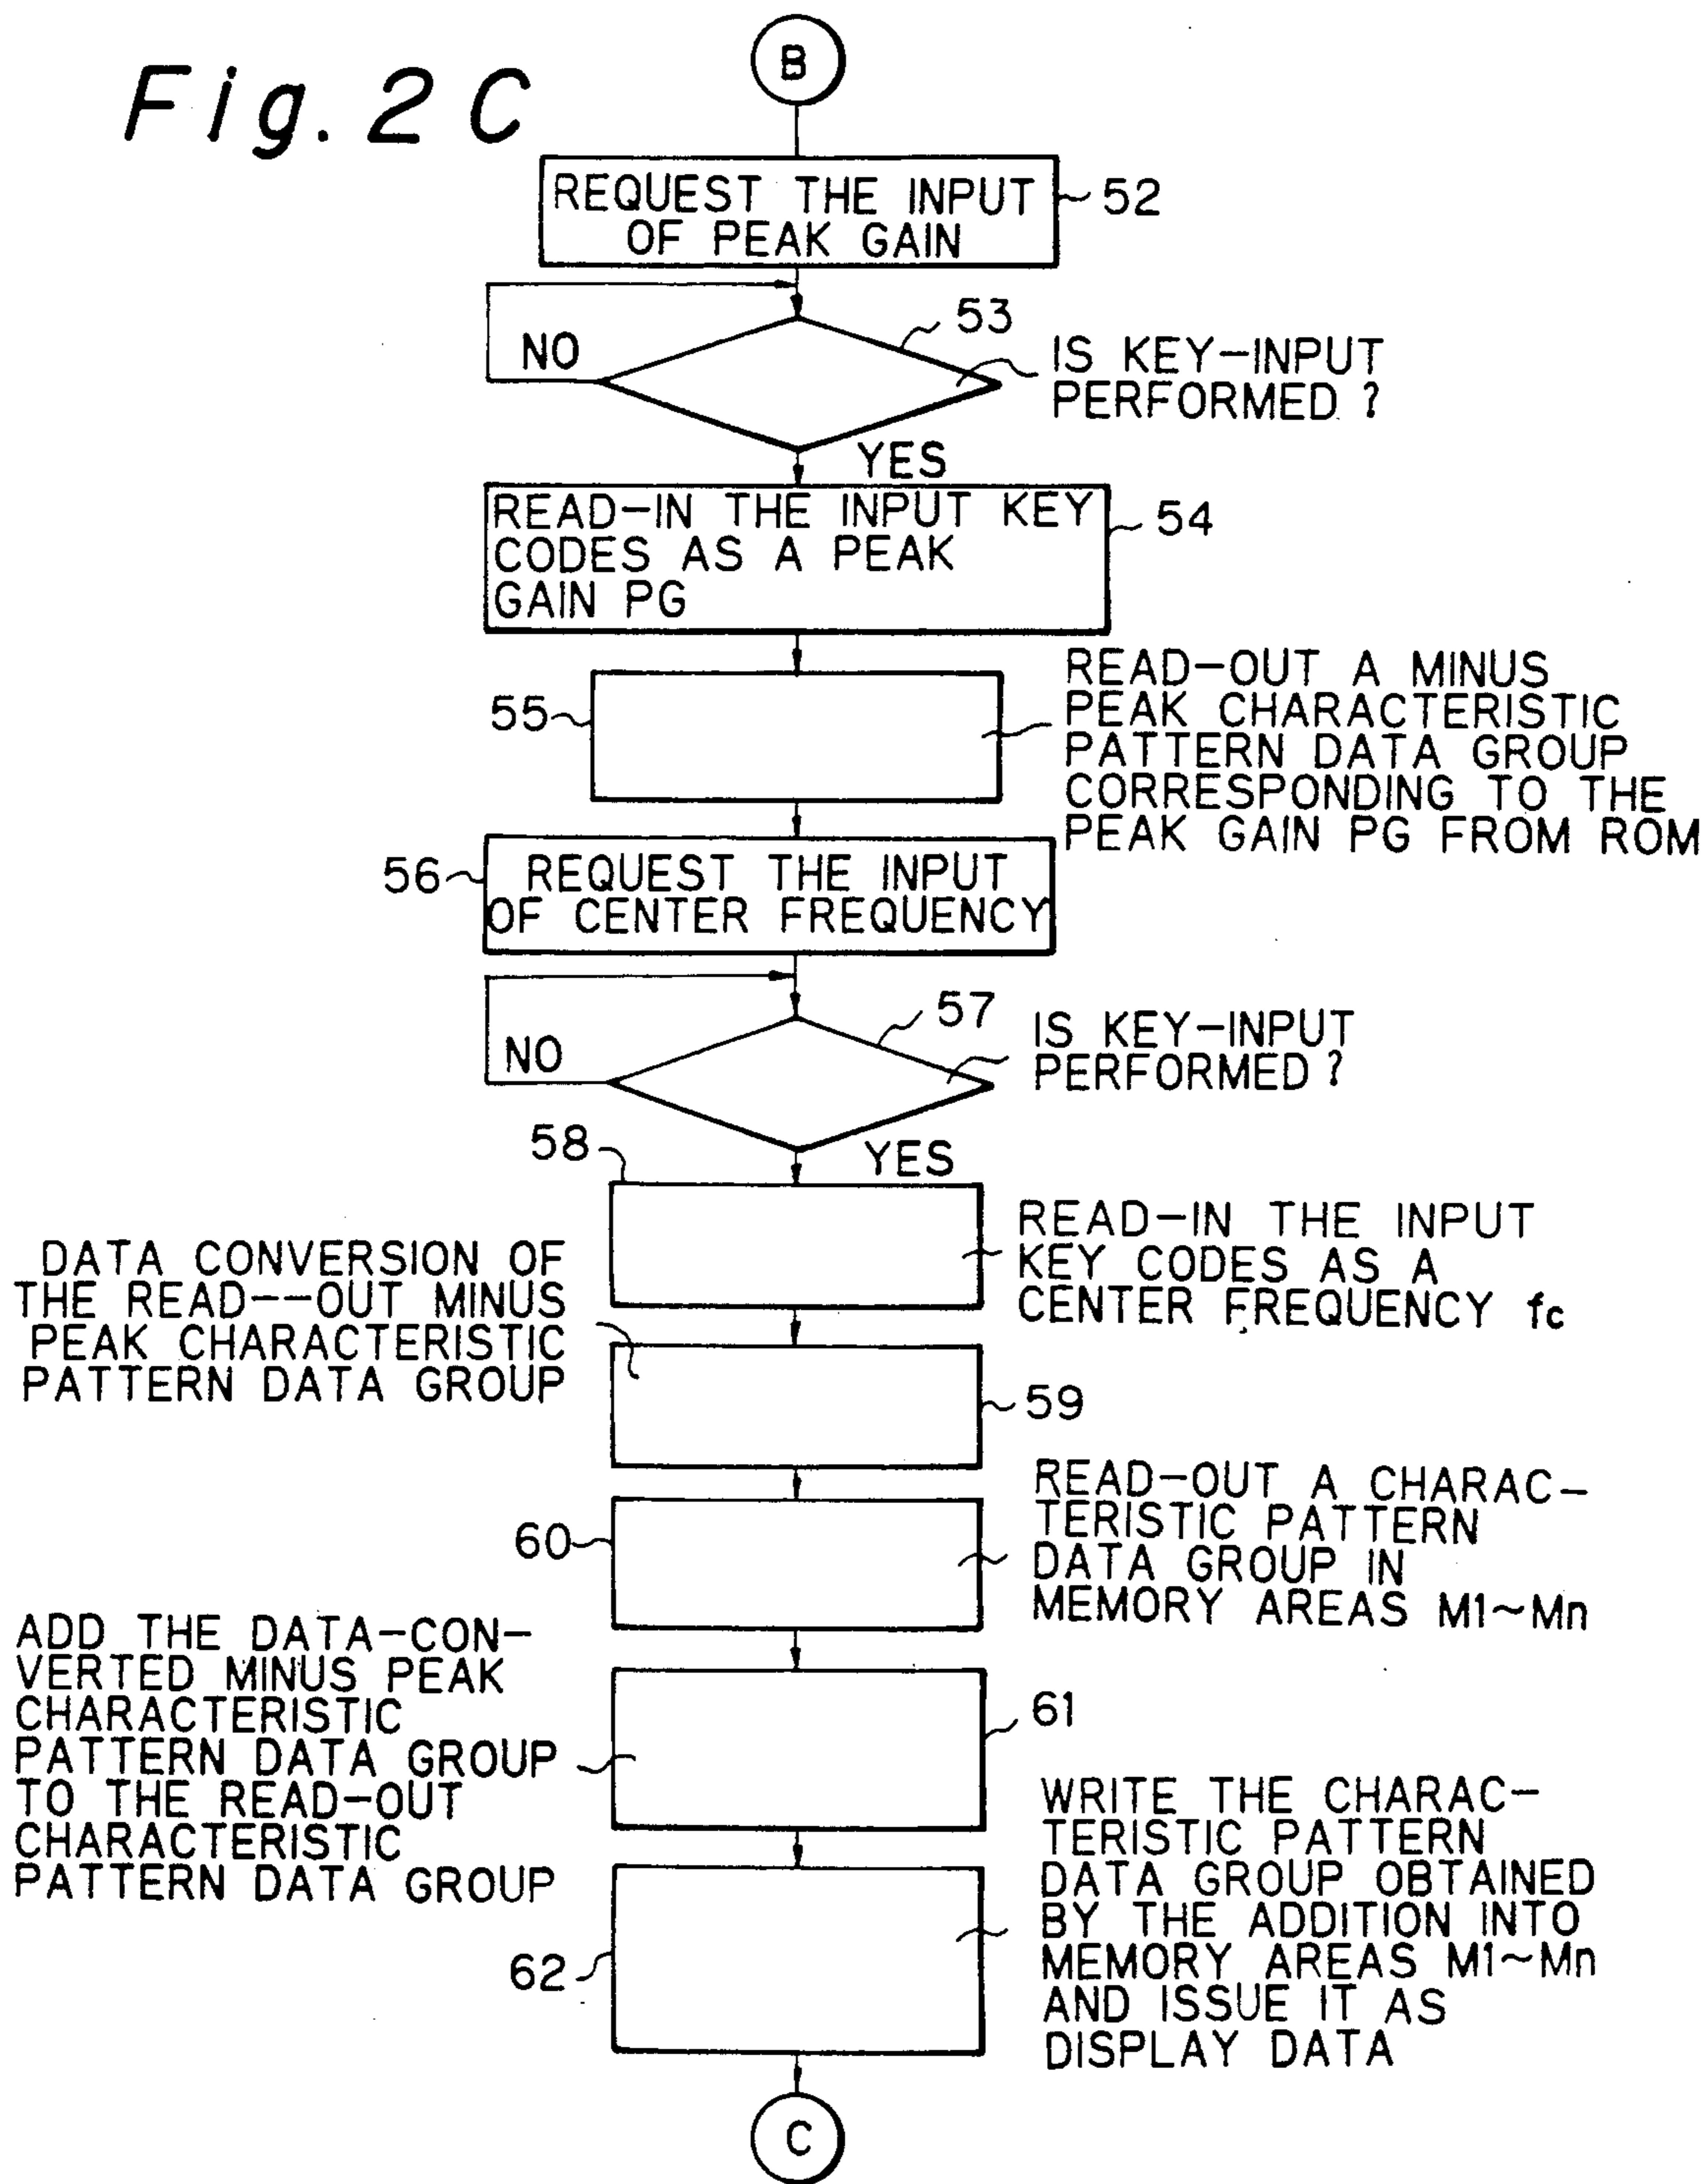 Fig. 2C
B
REQUEST THE INPUT
OF PEAK GAIN
52
53
NO
IS KEY-INPUT
PERFORMED ?
YES
READ-IN THE INPUT KEY
CODES AS A PEAK
GAIN PG
54
55
READ-OUT A MINUS
PEAK CHARACTERISTIC
PATTERN DATA GROUP
CORRESPONDING TO THE
PEAK GAIN PG FROM ROM
56
REQUEST THE INPUT
OF CENTER FREQUENCY
57
NO
IS KEY-INPUT
PERFORMED ?
YES
58
READ-IN THE INPUT
KEY CODES AS A
CENTER FREQUENCY fc
DATA CONVERSION OF
THE READ--OUT MINUS
PEAK CHARACTERISTIC
PATTERN DATA GROUP
59
60
READ-OUT A CHARAC-
TERISTIC PATTERN
DATA GROUP IN
MEMORY AREAS M1~Mn
ADD THE DATA-CON-
VERTED MINUS PEAK
CHARACTERISTIC
PATTERN DATA GROUP
TO THE READ-OUT
CHARACTERISTIC
PATTERN DATA GROUP
61
62
WRITE THE CHARAC-
TERISTIC PATTERN
DATA GROUP OBTAINED
BY THE ADDITION INTO
MEMORY AREAS M1~Mn
AND ISSUE IT AS
DISPLAY DATA
C